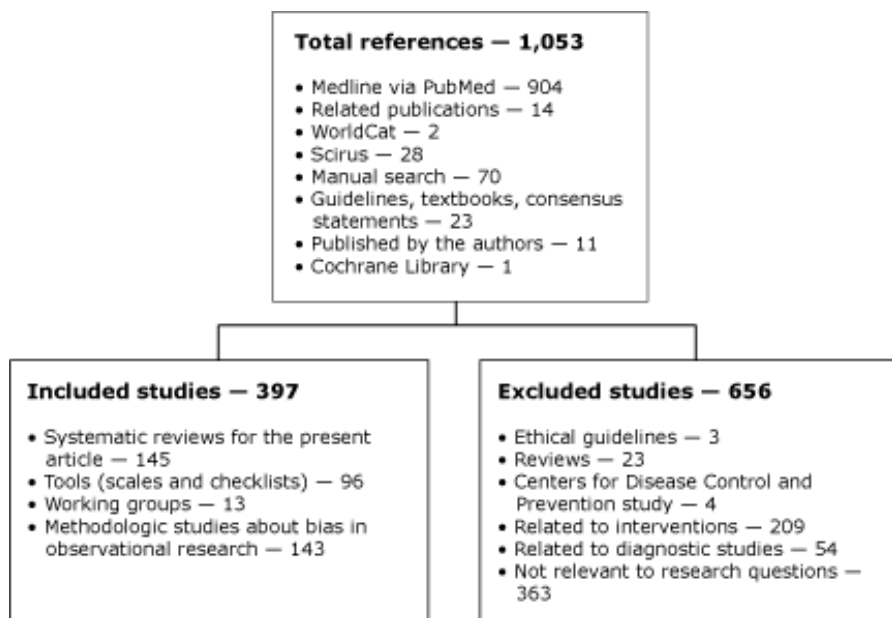 Total references — 1,053
• Medline via PubMed — 904
• Related publications — 14
• WorldCat — 2
• Scirus — 28
• Manual search — 70
• Guidelines, textbooks, consensus
statements — 23
• Published by the authors — 11
• Cochrane Library — 1
Included studies — 397
• Systematic reviews for the present
article — 145
• Tools (scales and checklists) — 96
• Working groups — 13
• Methodologic studies about bias in
observational research — 143
Excluded studies — 656
• Ethical guidelines — 3
• Reviews — 23
• Centers for Disease Control and
Prevention study — 4
• Related to interventions — 209
• Related to diagnostic studies — 54
• Not relevant to research questions —
363